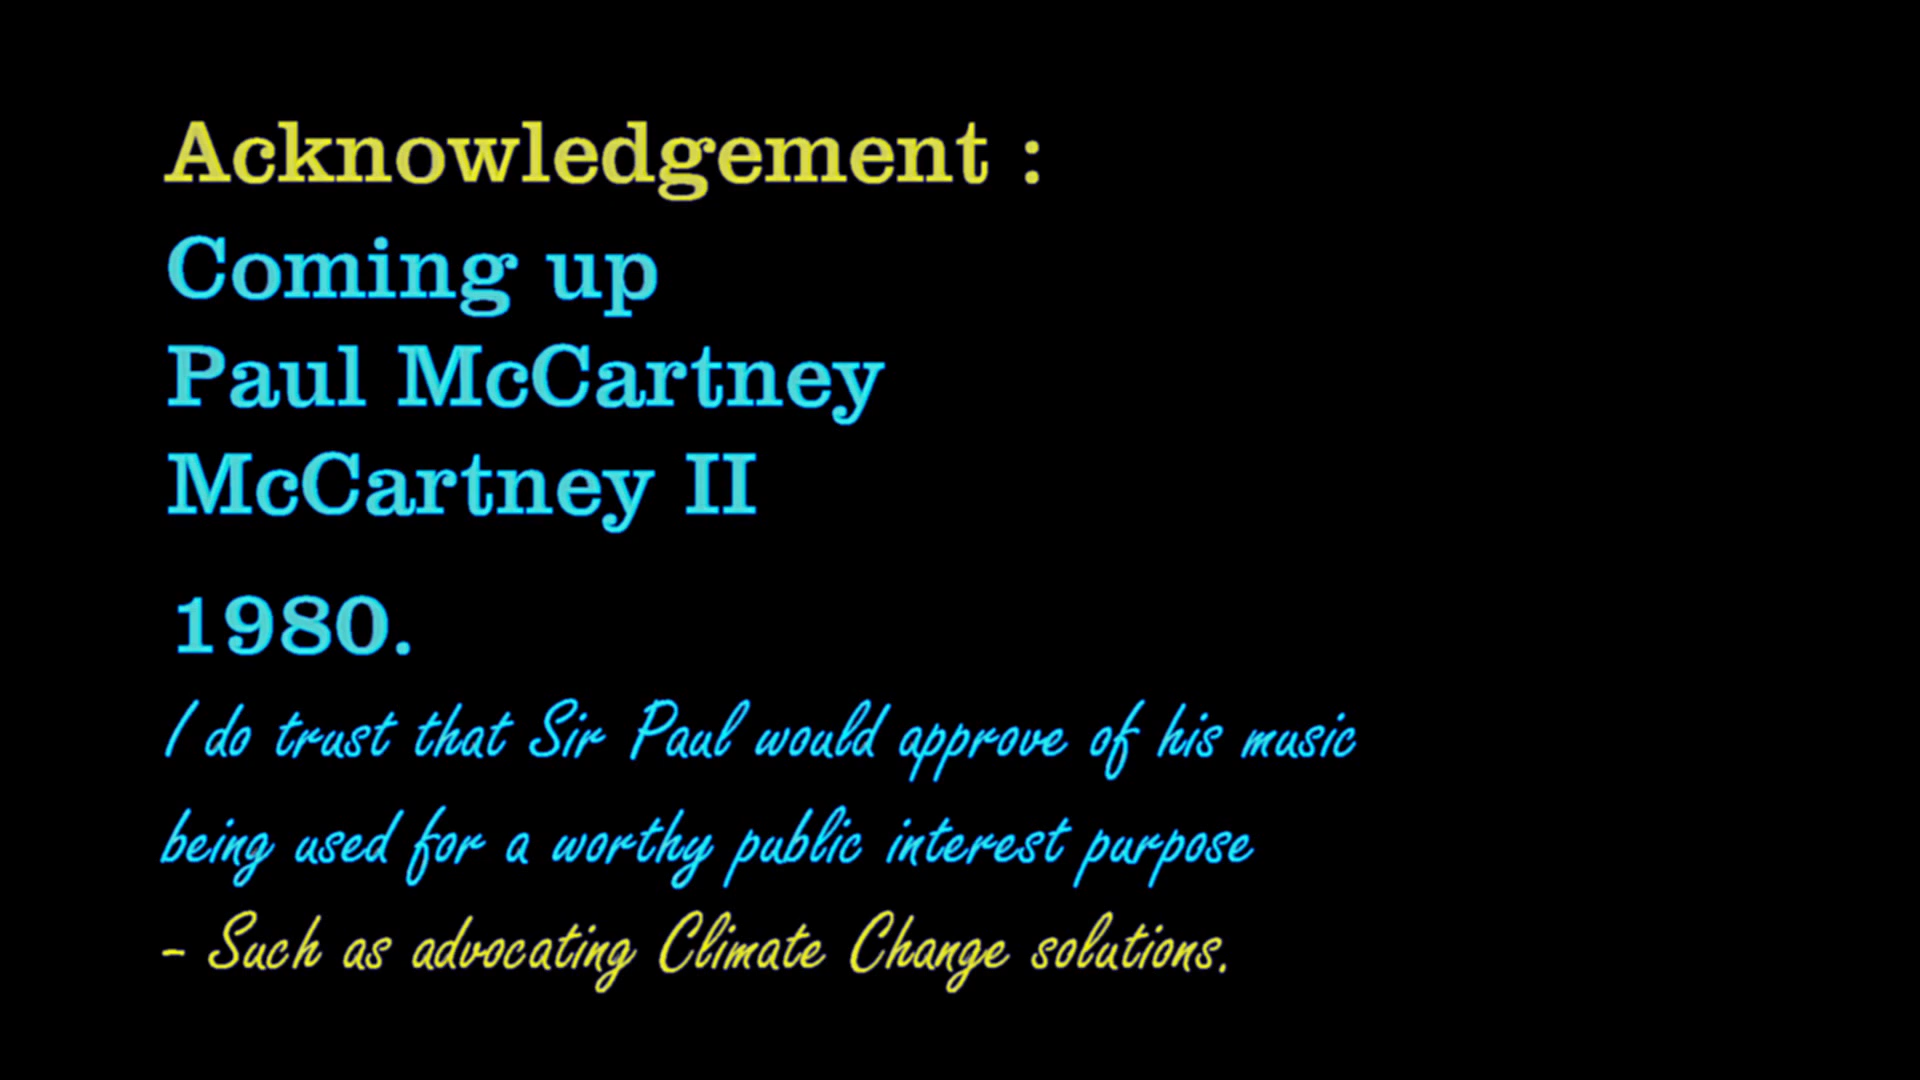 Acknowledgement :
Coming up
Paul McCartney
McCartney II
1980.
I do trust that Sir Paul would approve of his music
being used for a worthy public interest purpose
- Such as advocating Climate Change solutions.